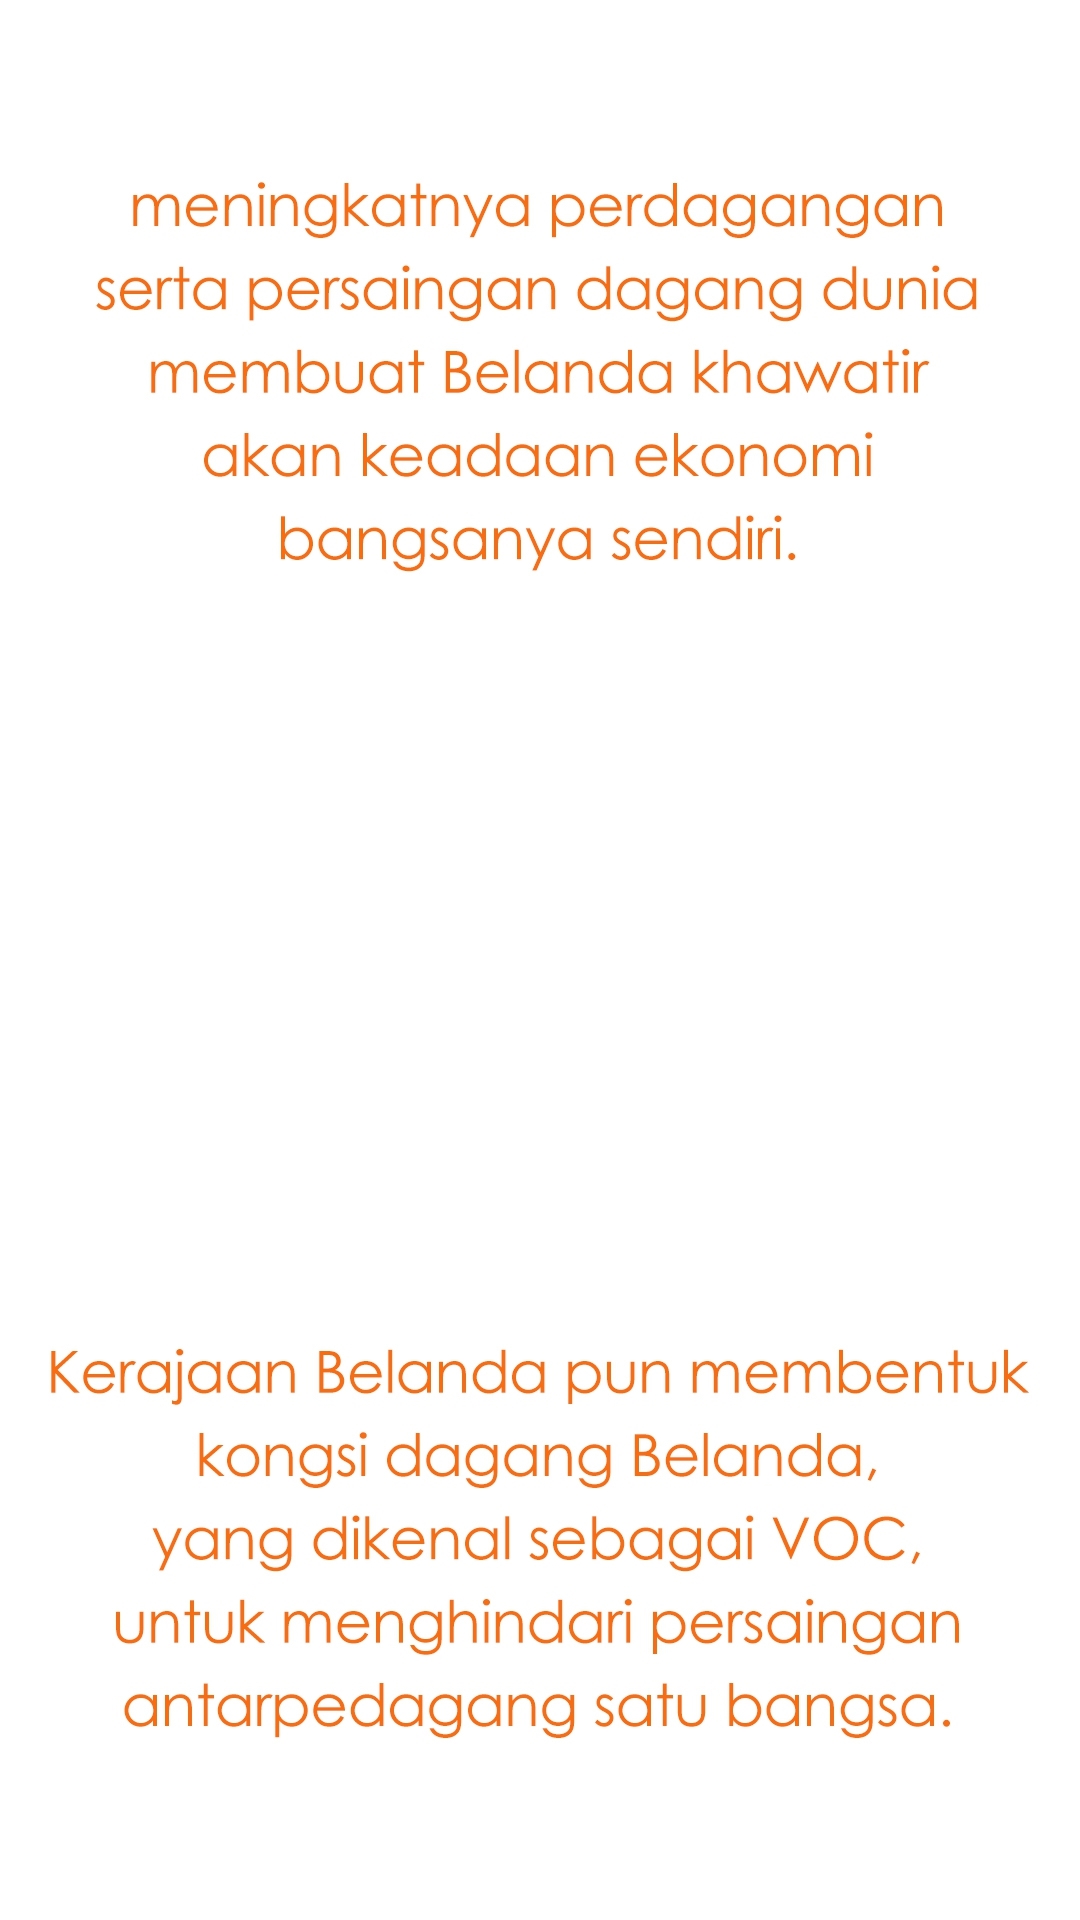 meningkatnya perdagangan
serta persaingan dagang dunia
membuat Belanda khawatir
akan keadaan ekonomi
bangsanya sendiri.
Kerajaan Belanda pun membentuk
kongsi dagang Belanda,
yang dikenal sebagai VOC,
untuk menghindari persaingan
antarpedagang satu bangsa.